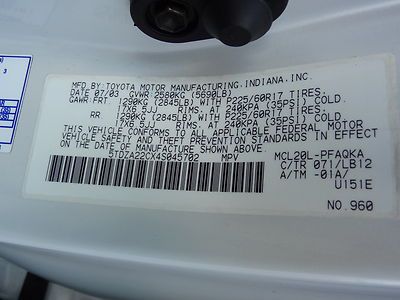 MFD BY TOYOTA MOTOR MANUFACTURING, INDIANA, INC.
DATE 07/03 GVWR 2580KG (5690LB)
GAWR FRT 1290KG (2845LB) WITH P225/60R17 TIRES.
17X6.5JJ RIMS AT 240KPA (35PSI) COLD.
RR 1290KG (2845LB) WITH P225/60R17 TIRES.
17X6.5JJ RIMS AT 240KPA (35PSI) COLD.
THIS VEHICLE CONFORMS TO ALL APPLICABLE FEDERAL MOTOR
VEHICLE SAFETY AND THEFT PREVENTION STANDARDS IN EFFECT
ON THE DATE OF MANUFACTURE SHOWN ABOVE.
5TDZA22CX4S045702 MPV
MCL20L-PFAQKA
C/TR 071/LB12
A/TM -01A/
U151E
NO.960
3